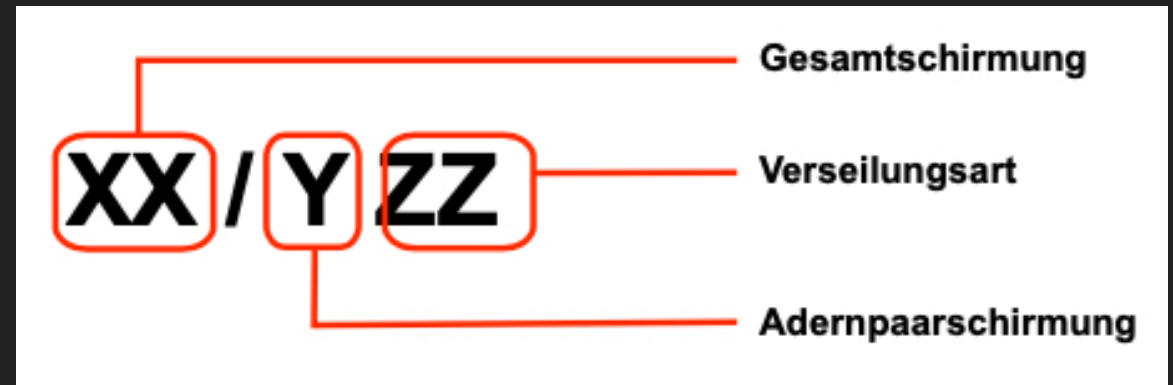 Gesamtschirmung
XX / Y ZZ
Verseilungsart
Adernpaarschirmung